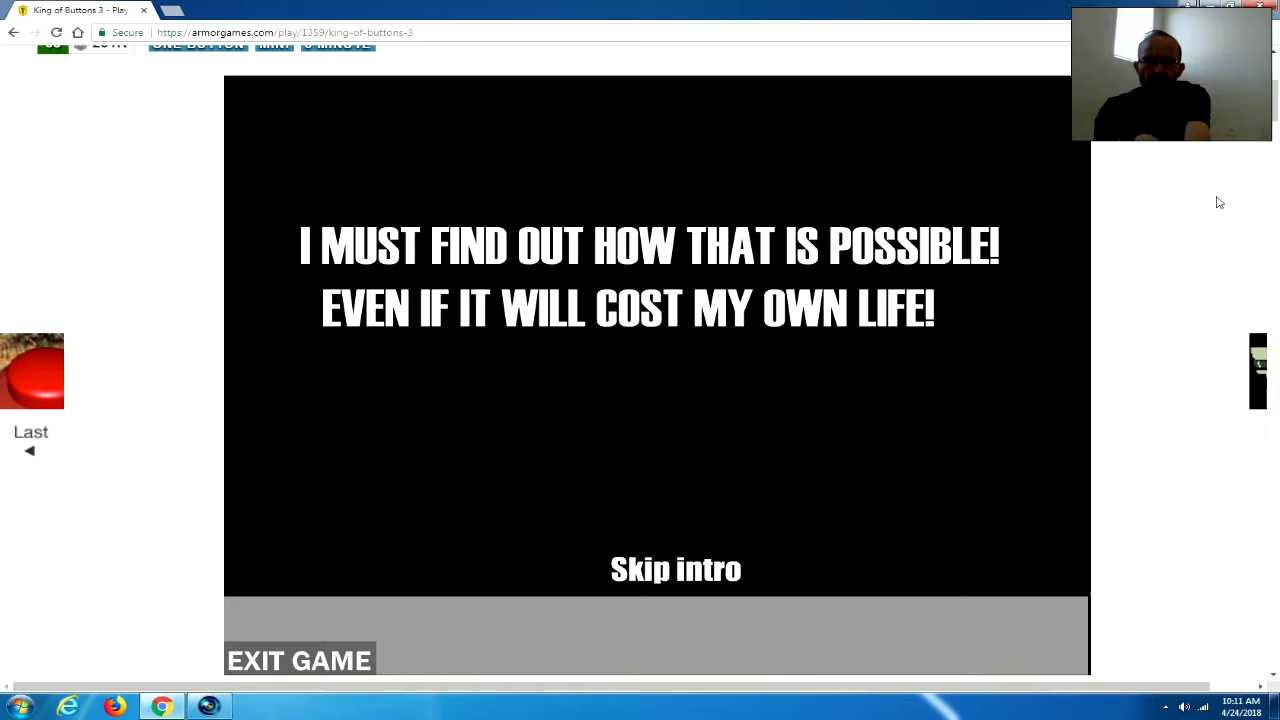 King of Buttons 3 - Play
Secure
https://armorgames.com/play/1359/king-of-buttons-3
ONE BUTTON
I MUST FIND OUT HOW THAT IS POSSIBLE!
EVEN IF IT WILL COST MY OWN LIFE!
Last
Skip intro
EXIT GAME
10:11 AM
4/24/2018